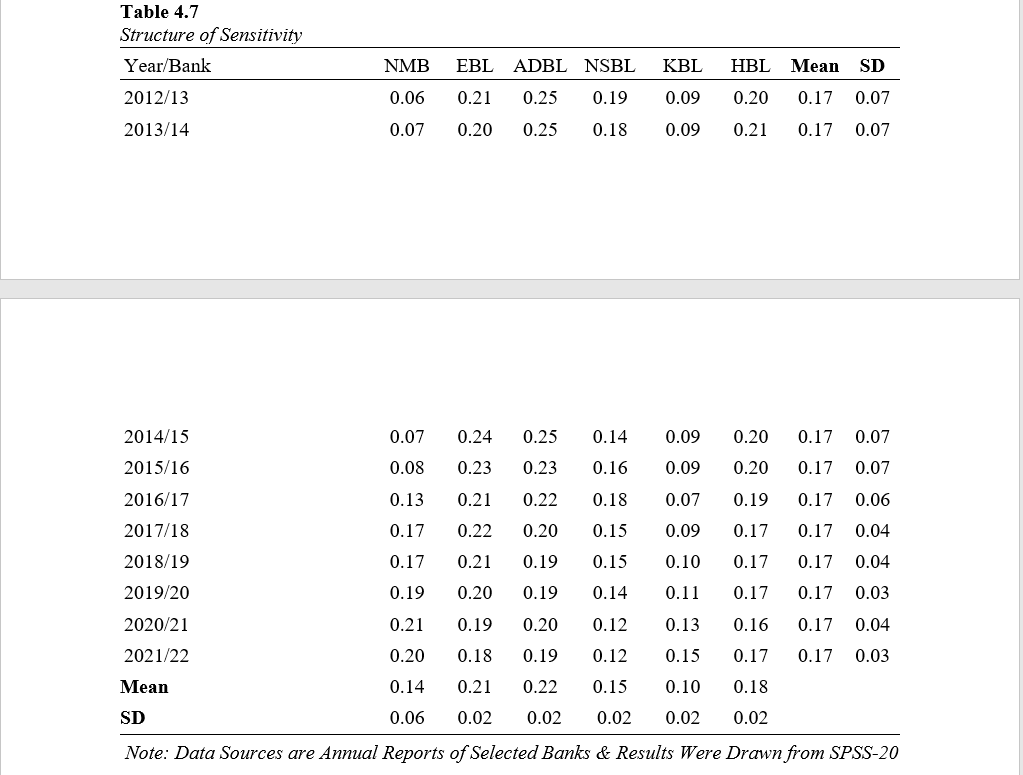 Table 4.7
Structure of Sensitivity
Year/Bank NMB EBL ADBL NSBL KBL HBL Mean SD
2012/13 0.06 0.21 0.25 0.19 0.09 0.20 0.17 0.07
2013/14 0.07 0.20 0.25 0.18 0.09 0.21 0.17 0.07
2014/15 0.07 0.24 0.25 0.14 0.09 0.20 0.17 0.07
2015/16 0.08 0.23 0.23 0.16 0.09 0.20 0.17 0.07
2016/17 0.13 0.21 0.22 0.18 0.07 0.19 0.17 0.06
2017/18 0.17 0.22 0.20 0.15 0.09 0.17 0.17 0.04
2018/19 0.17 0.21 0.19 0.15 0.10 0.17 0.17 0.04
2019/20 0.19 0.20 0.19 0.14 0.11 0.17 0.17 0.03
2020/21 0.21 0.19 0.20 0.12 0.13 0.16 0.17 0.04
2021/22 0.20 0.18 0.19 0.12 0.15 0.17 0.17 0.03
Mean 0.14 0.21 0.22 0.15 0.10 0.18
SD 0.06 0.02 0.02 0.02 0.02 0.02
Note: Data Sources are Annual Reports of Selected Banks & Results Were Drawn from SPSS-20